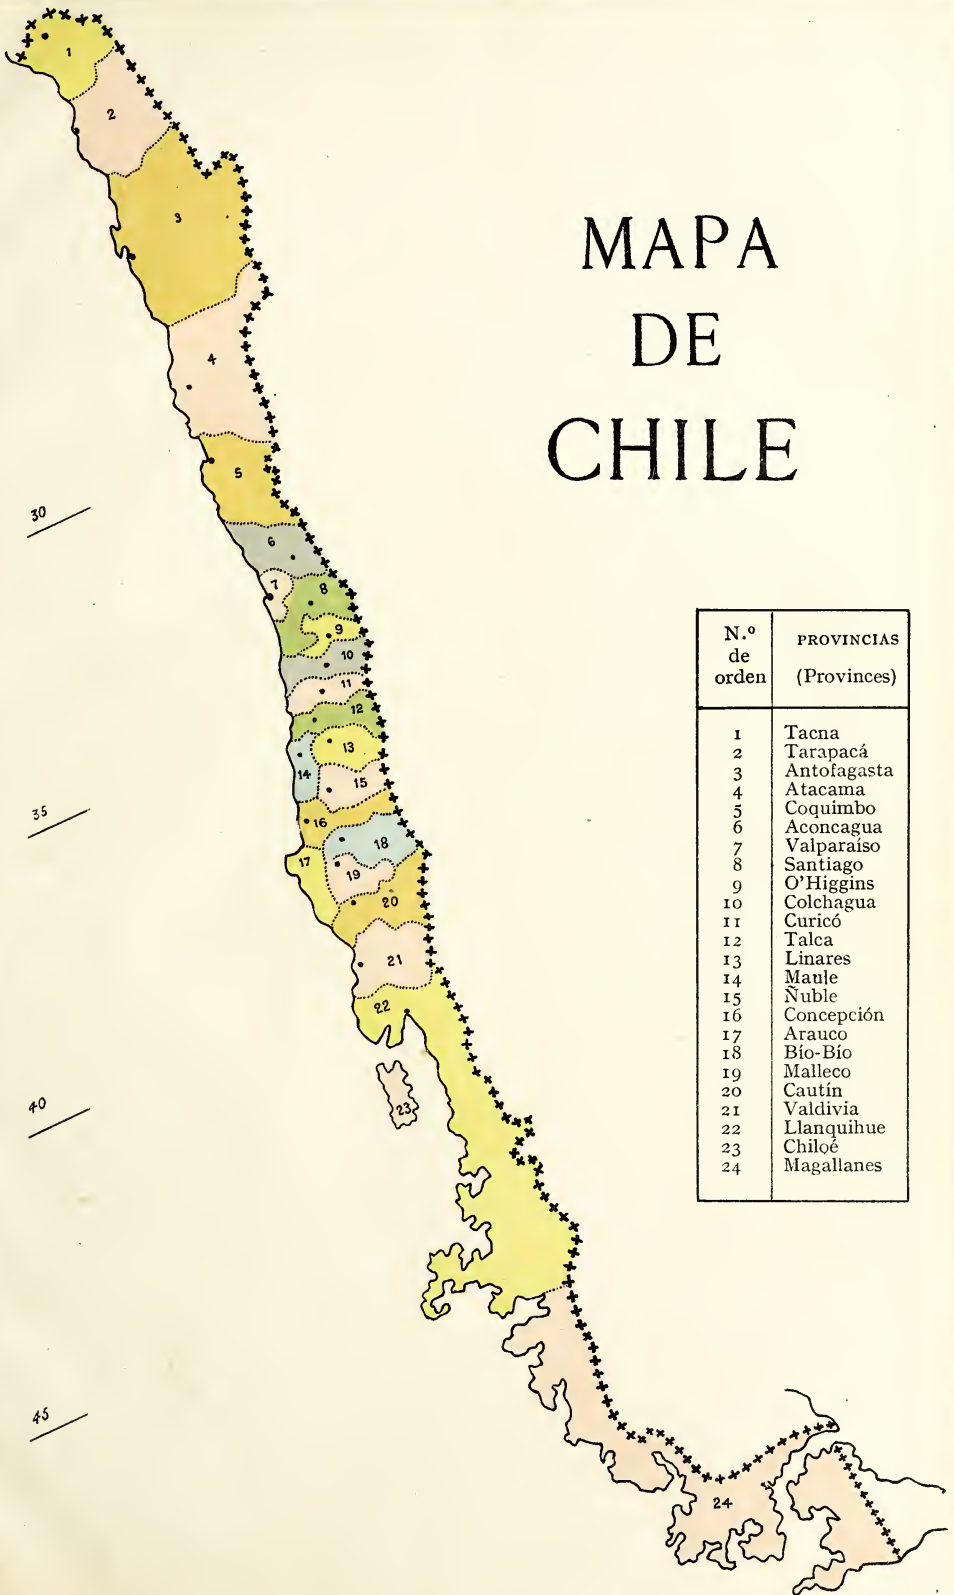 MAPA
DE
CHILE
N.º de orden PROVINCIAS (Provinces)
1 Tacna
2 Tarapacá
3 Antofagasta
4 Atacama
5 Coquimbo
6 Aconcagua
7 Valparaíso
8 Santiago
9 O'Higgins
10 Colchagua
11 Curicó
12 Talca
13 Linares
14 Maule
15 Ñuble
16 Concepción
17 Arauco
18 Bío-Bío
19 Malleco
20 Cautín
21 Valdivia
22 Llanquihue
23 Chiloé
24 Magallanes
30
35
40
45
1
2
3
4
5
6
7
8
9
10
11
12
13
14
15
16
17
18
19
20
21
22
23
24